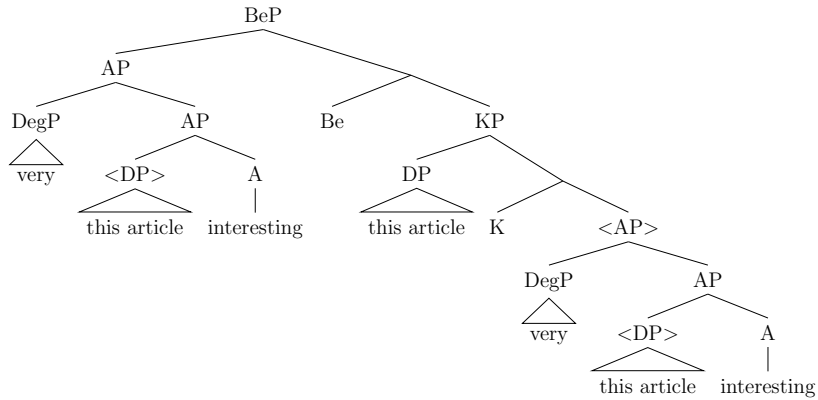 BeP
AP
DegP AP Be KP
very <DP> A DP
this article interesting this article K <AP>
DegP AP
very <DP> A
this article interesting